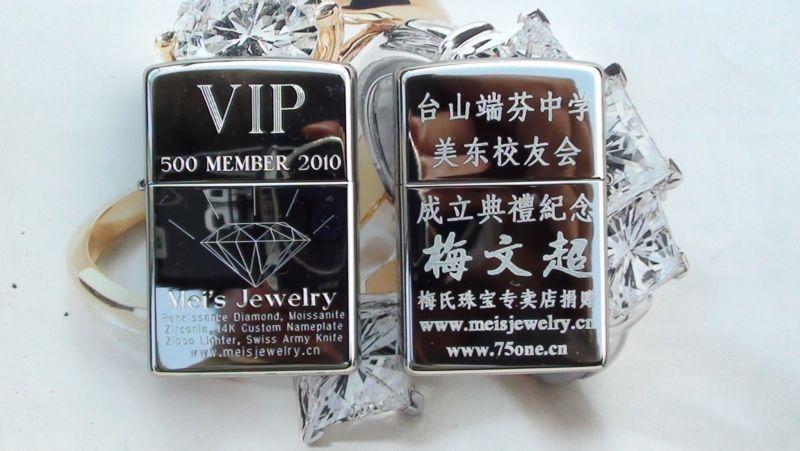 VIP
500 MEMBER 2010
Mei's Jewelry
Renaissance Diamond, Moissanite
Zirconia, 14K Custom Nameplate
Zippo Lighter, Swiss Army Knife
www.meisjewelry.cn
台山端芬中学
美东校友会
成立典禮紀念
梅文超
梅氏珠宝专卖店捐赠
www.meisjewelry.cn
www.75one.cn